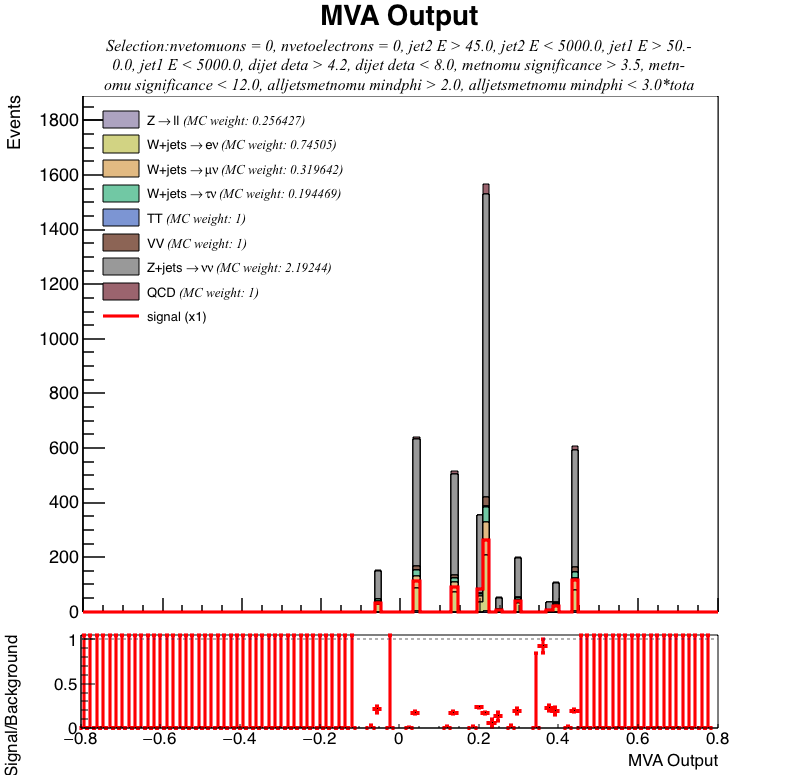 MVA Output
Selection:nvetomuons = 0, nvetoelectrons = 0, jet2 E > 45.0, jet2 E < 5000.0, jet1 E > 50.-
0.0, jet1 E < 5000.0, dijet deta > 4.2, dijet deta < 8.0, metnomu significance > 3.5, metn-
omu significance < 12.0, alljetsmetnomu mindphi > 2.0, alljetsmetnomu mindphi < 3.0*tota
Events
1800
1600
1400
1200
1000
800
600
400
200
0
Z→ll (MC weight: 0.256427)
W+jets→eν (MC weight: 0.74505)
W+jets→μν (MC weight: 0.319642)
W+jets→τν (MC weight: 0.194469)
TT (MC weight: 1)
VV (MC weight: 1)
Z+jets→νν (MC weight: 2.19244)
QCD (MC weight: 1)
signal (x1)
Signal/Background
1
0.5
0
−0.8 −0.6 −0.4 −0.2 0 0.2 0.4 0.6 0.8
MVA Output